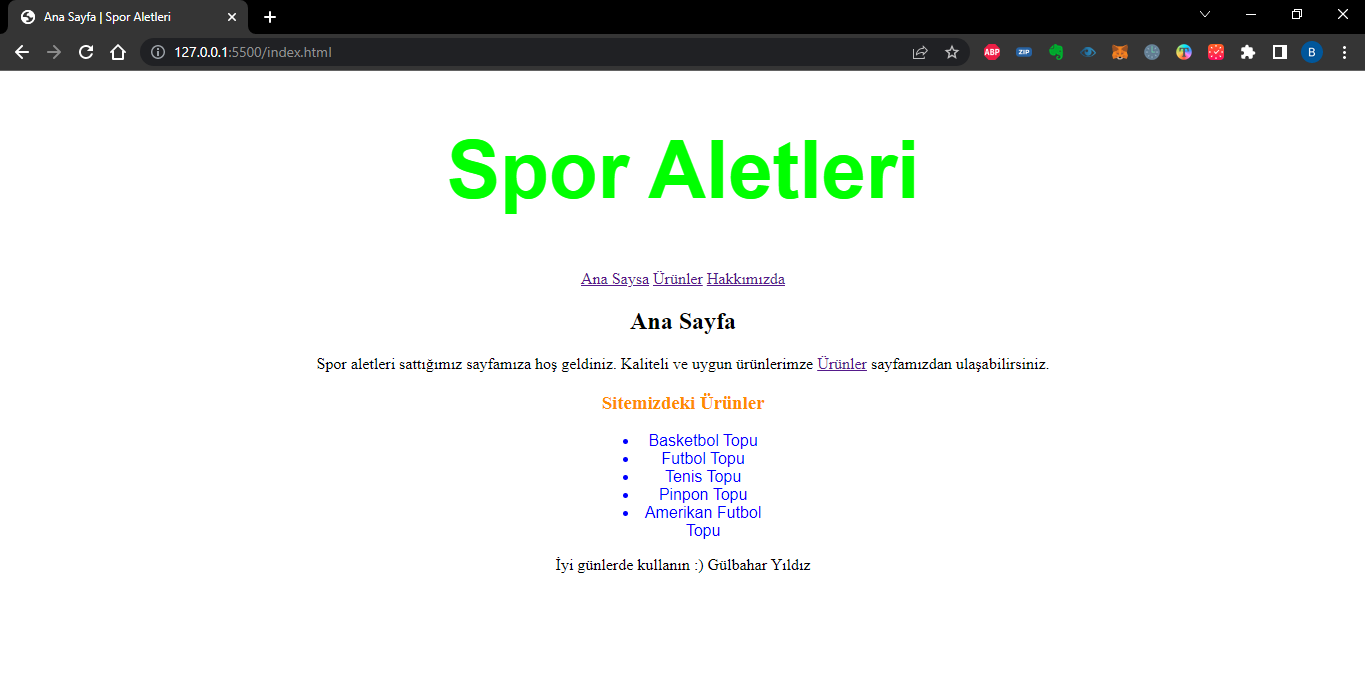 Ana Sayfa | Spor Aletleri
127.0.0.1:5500/index.html
ABP
ZIP
B
Spor Aletleri
Ana Saysa Ürünler Hakkımızda
Ana Sayfa
Spor aletleri sattığımız sayfamıza hoş geldiniz. Kaliteli ve uygun ürünlerimze Ürünler sayfamızdan ulaşabilirsiniz.
Sitemizdeki Ürünler
• Basketbol Topu
• Futbol Topu
• Tenis Topu
• Pinpon Topu
• Amerikan Futbol
Topu
İyi günlerde kullanın :) Gülbahar Yıldız